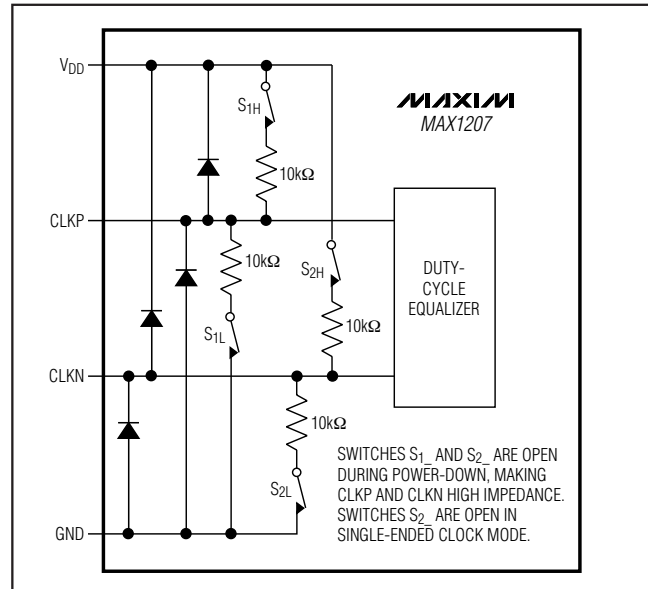 VDD
S1H
MAXIM
MAX1207
10kΩ
CLKP
10kΩ
S2H
DUTY-
CYCLE
EQUALIZER
S1L
10kΩ
CLKN
10kΩ
SWITCHES S1_ AND S2_ ARE OPEN
DURING POWER-DOWN, MAKING
CLKP AND CLKN HIGH IMPEDANCE.
SWITCHES S2_ ARE OPEN IN
SINGLE-ENDED CLOCK MODE.
S2L
GND